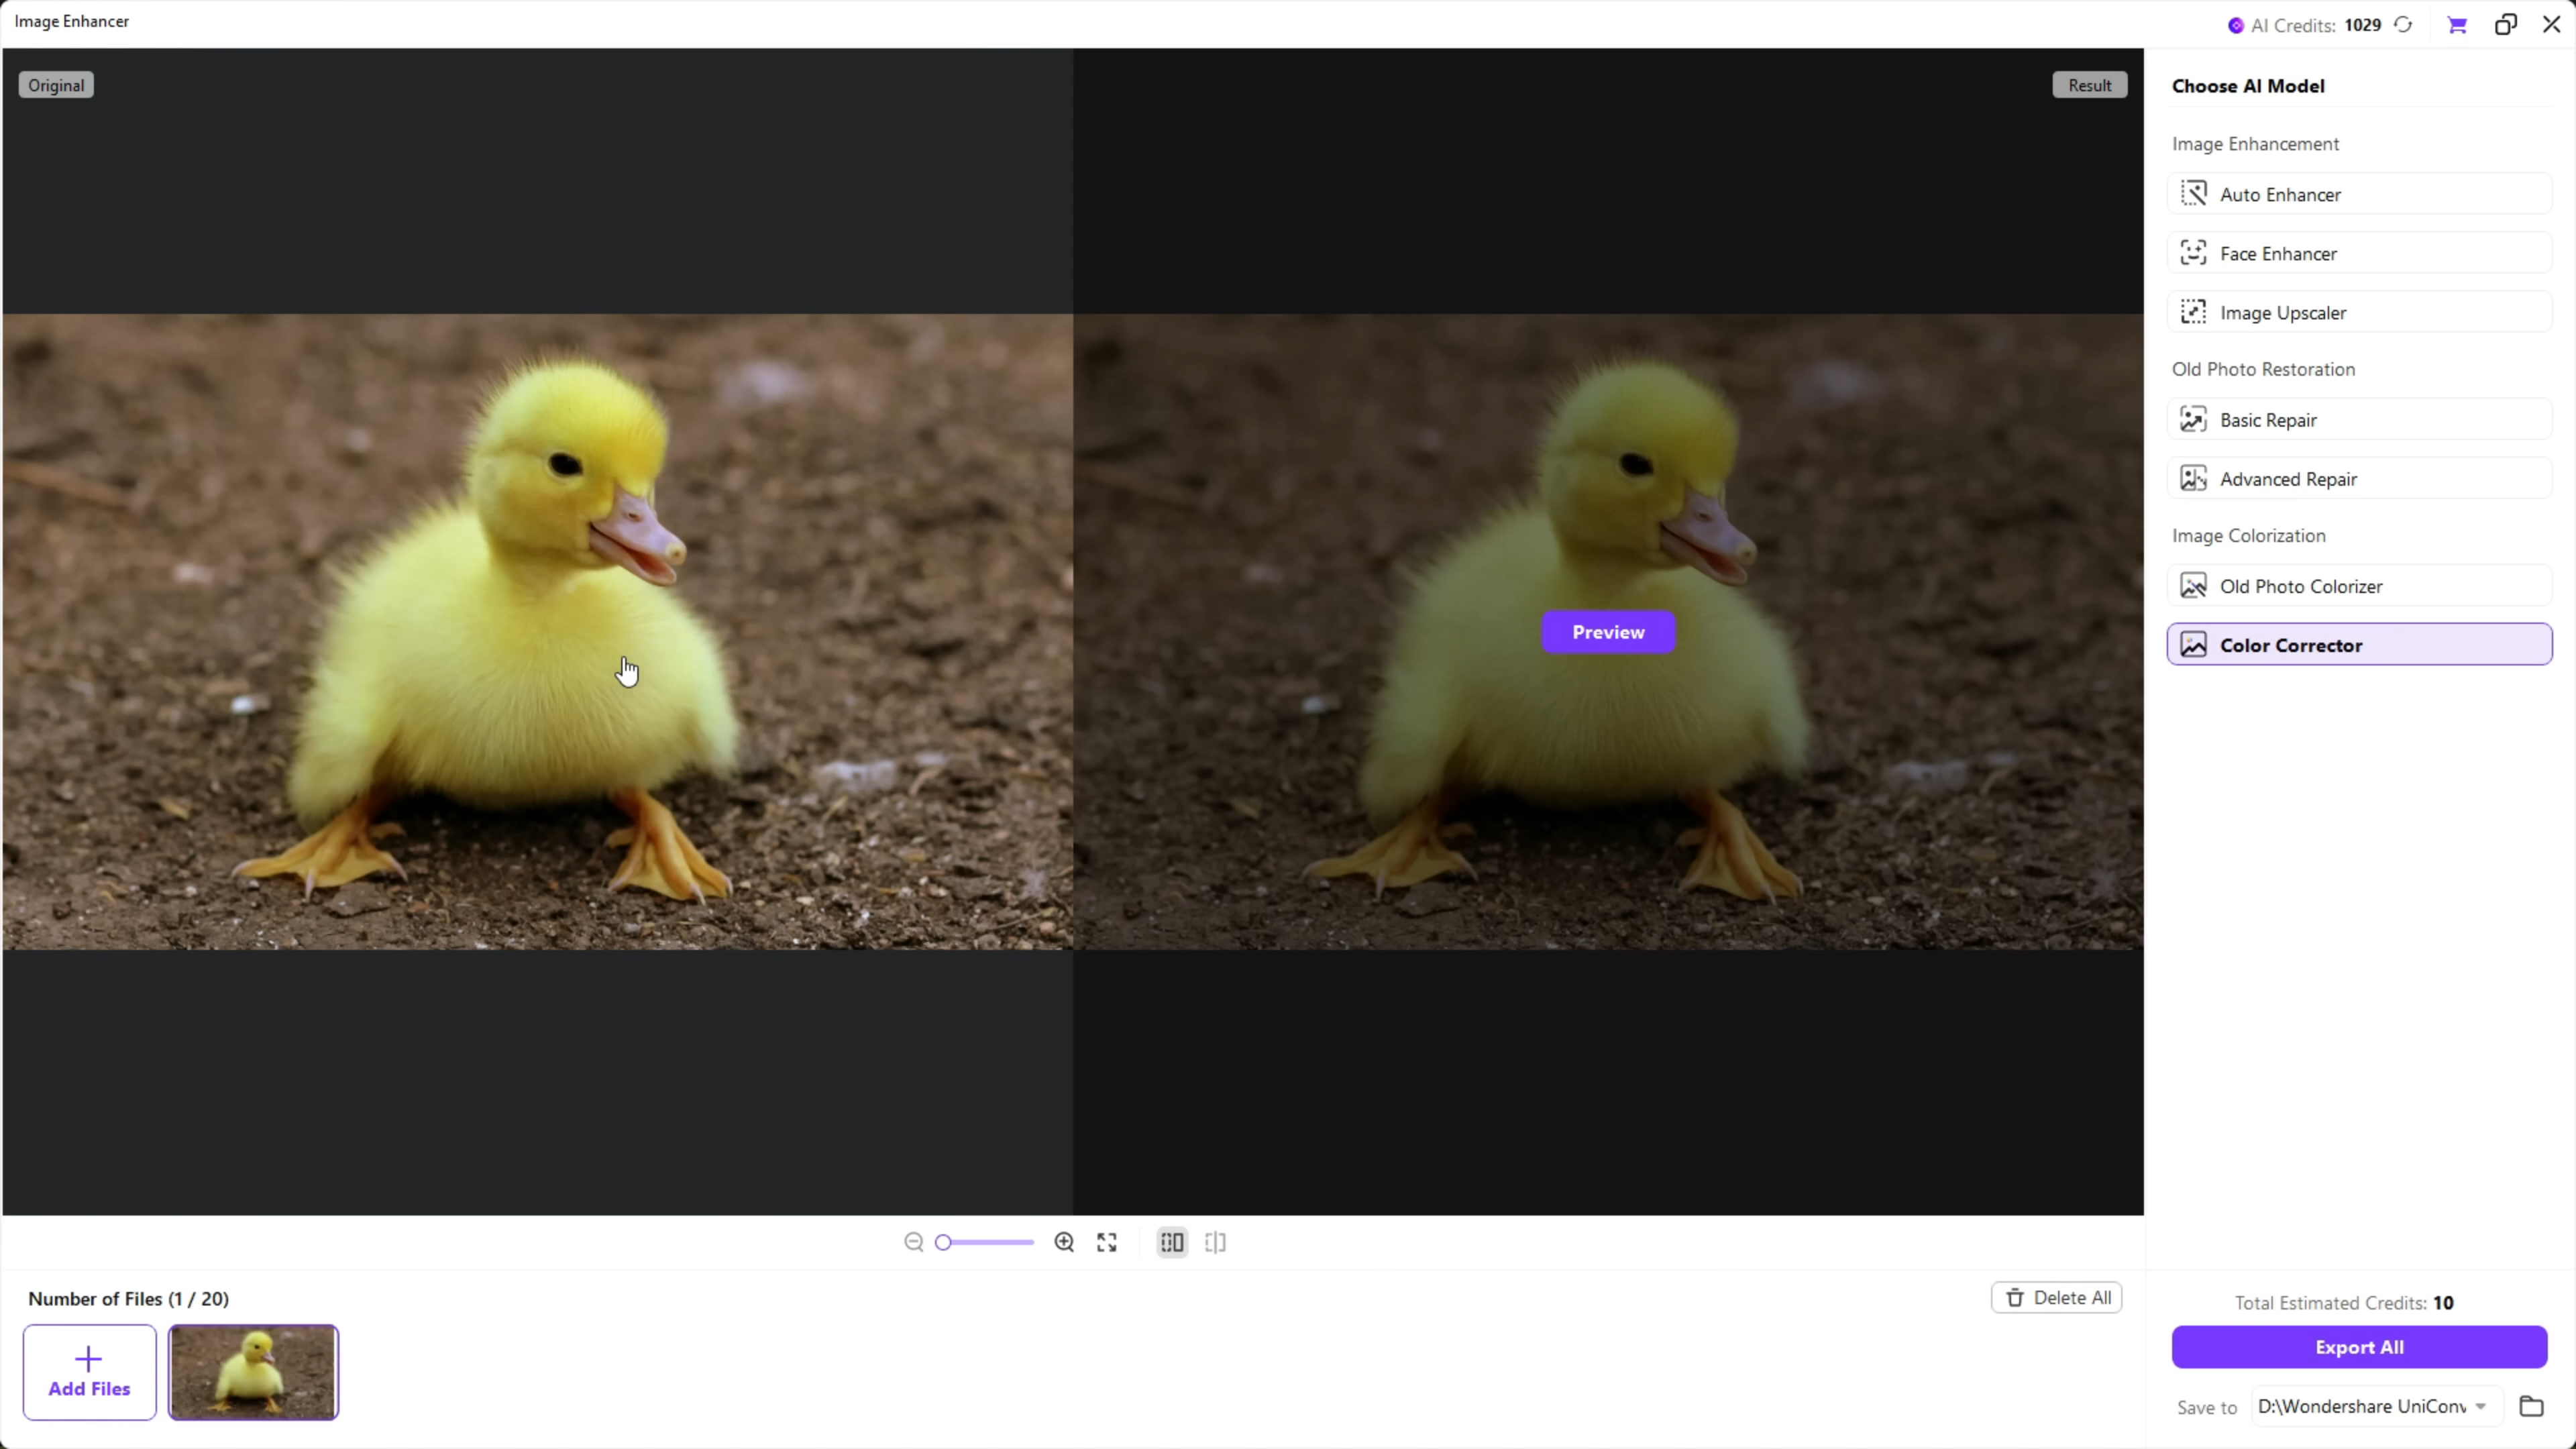 Image Enhancer
AI Credits: 1029
Original
Result
Preview
Choose AI Model
Image Enhancement
Auto Enhancer
Face Enhancer
Image Upscaler
Old Photo Restoration
Basic Repair
Advanced Repair
Image Colorization
Old Photo Colorizer
Color Corrector
Number of Files (1 / 20)
Delete All
Add Files
Total Estimated Credits: 10
Export All
Save to D:\Wondershare UniConv